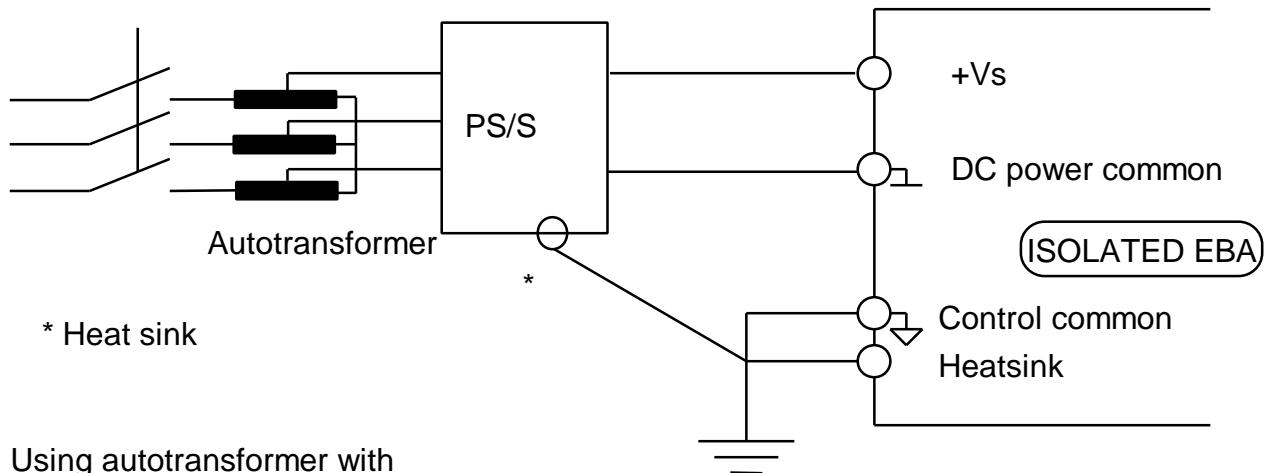 +Vs
PS/S
DC power common
Autotransformer
ISOLATED EBA
*
* Heat sink
Control common
Heatsink
Using autotransformer with